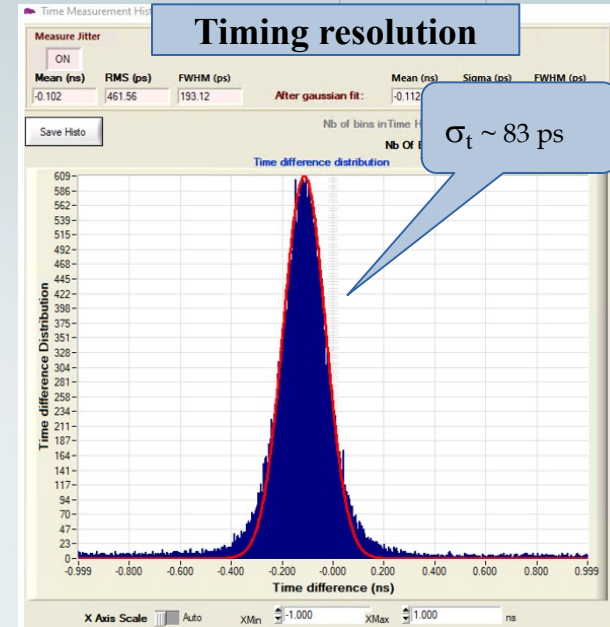 Time Measurement Hist
Timing resolution
Measure Jitter
ON
Mean (ns) RMS (ps) FWHM (ps) Mean (ns) Sigma (ps) FWHM (ps)
-0.102 461.56 193.12 After gaussian fit: -0.112
Save Histo
Nb of bins in Time H
Nb Of
σt ~ 83 ps
Time difference distribution
Time difference Distribution
609
586
562
539
515
492
468
445
422
398
375
351
328
304
281
258
234
211
187
164
141
117
94
70
47
23
0
-0.999 -0.800 -0.600 -0.400 -0.200 -0.000 0.200 0.400 0.600 0.800 0.999
Time difference (ns)
X Axis Scale Auto XMin -1.000 XMax 1.000 ns